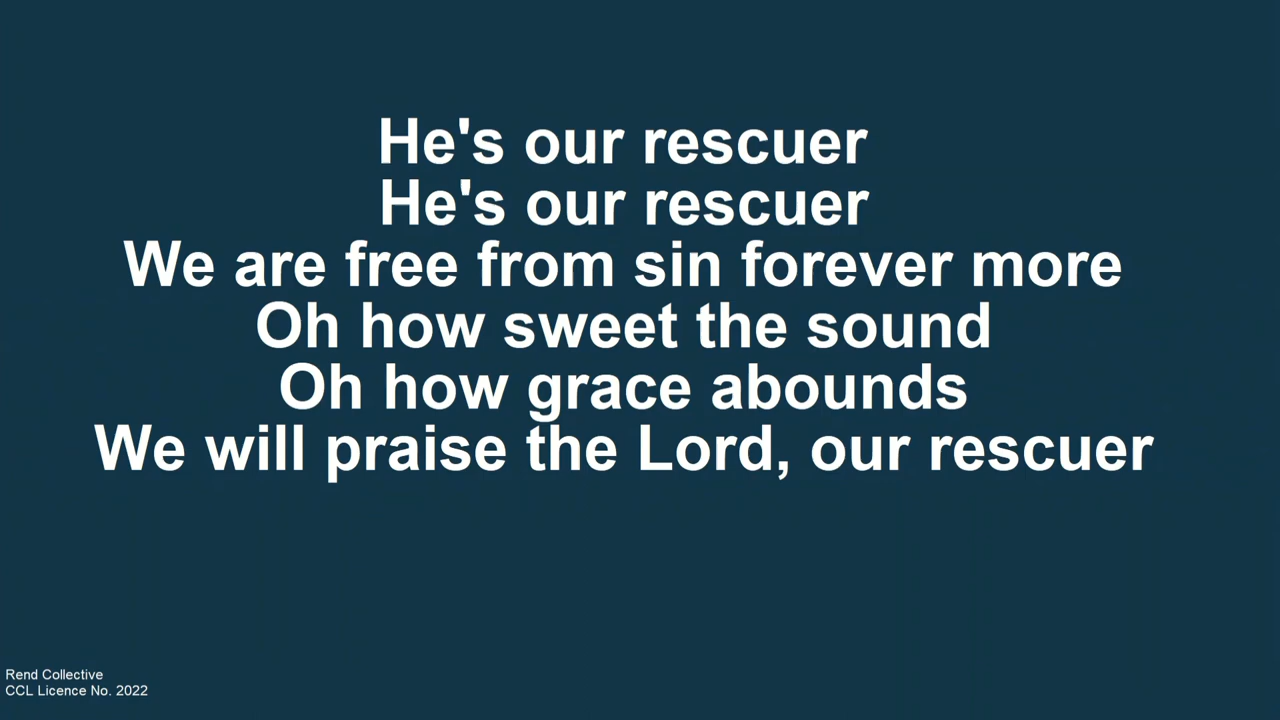 He's our rescuer
He's our rescuer
We are free from sin forever more
Oh how sweet the sound
Oh how grace abounds
We will praise the Lord, our rescuer
Rend Collective
CCL Licence No. 2022